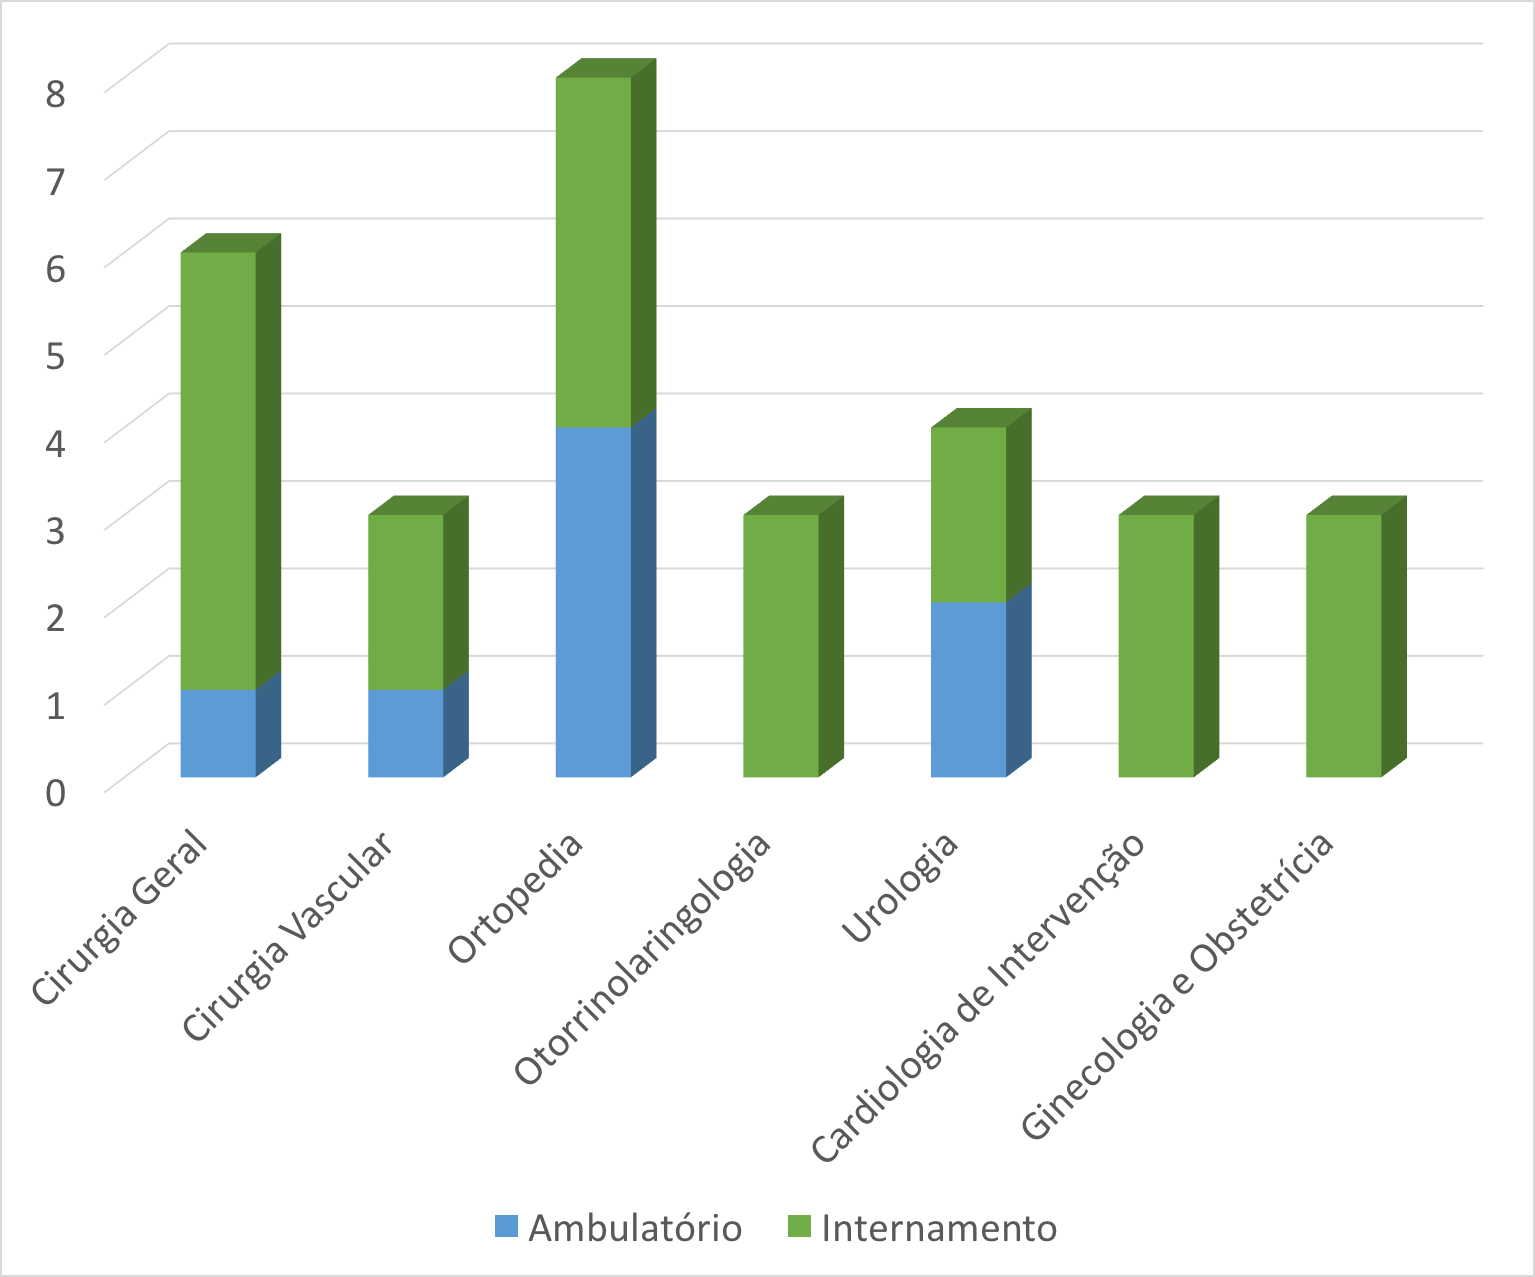 8
7
6
5
4
3
2
1
0
Cirurgia Geral
Cirurgia Vascular
Ortopedia
Otorrinolaringologia
Urologia
Cardiologia de Intervenção
Ginecologia e Obstetrícia
Ambulatório
Internamento